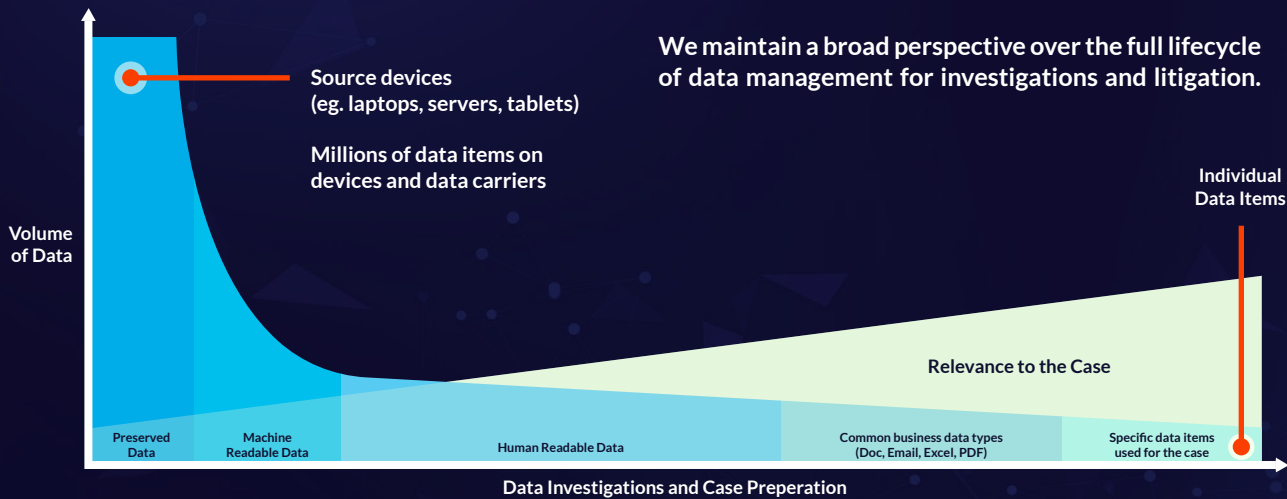 We maintain a broad perspective over the full lifecycle
of data management for investigations and litigation.
Source devices
(eg. laptops, servers, tablets)
Millions of data items on
devices and data carriers
Individual
Data Items
Volume
of Data
Relevance to the Case
Preserved
Data
Machine
Readable Data
Human Readable Data
Common business data types
(Doc, Email, Excel, PDF)
Specific data items
used for the case
Data Investigations and Case Preperation